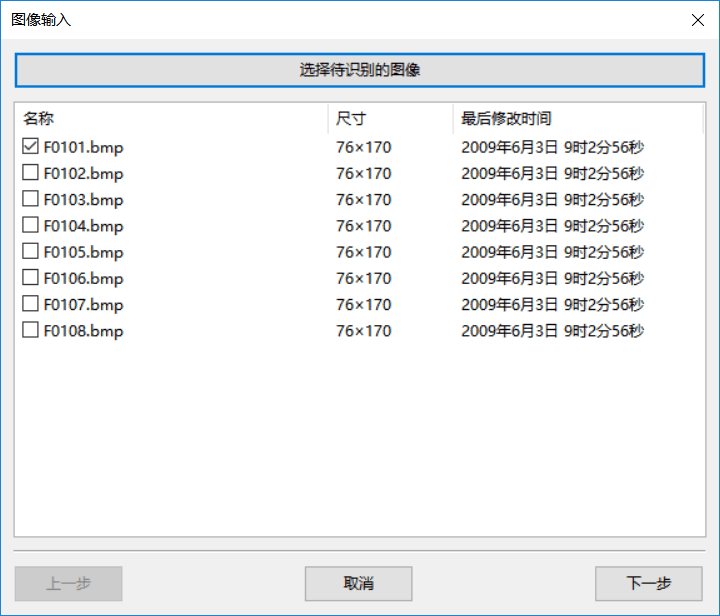 图像输入
选择待识别的图像
名称 尺寸 最后修改时间
F0101.bmp 76×170 2009年6月3日 9时2分56秒
F0102.bmp 76×170 2009年6月3日 9时2分56秒
F0103.bmp 76×170 2009年6月3日 9时2分56秒
F0104.bmp 76×170 2009年6月3日 9时2分56秒
F0105.bmp 76×170 2009年6月3日 9时2分56秒
F0106.bmp 76×170 2009年6月3日 9时2分56秒
F0107.bmp 76×170 2009年6月3日 9时2分56秒
F0108.bmp 76×170 2009年6月3日 9时2分56秒
上一步 取消 下一步